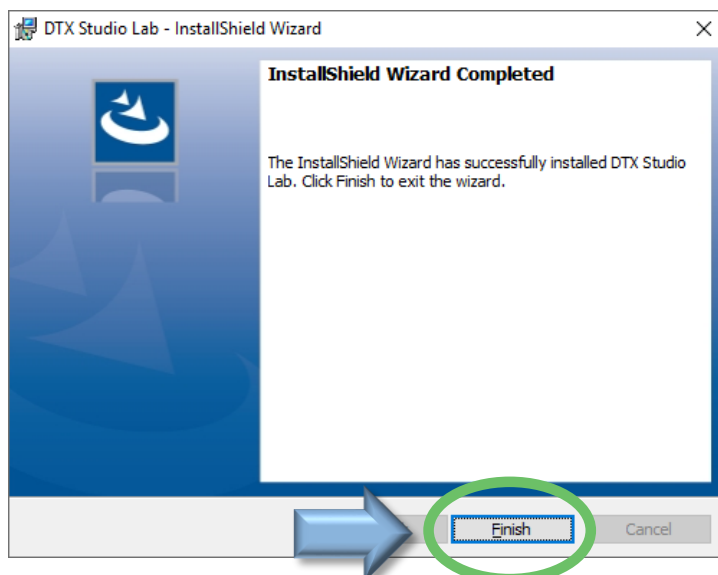 DTX Studio Lab - InstallShield Wizard
InstallShield Wizard Completed
The InstallShield Wizard has successfully installed DTX Studio
Lab. Click Finish to exit the wizard.
Finish
Cancel